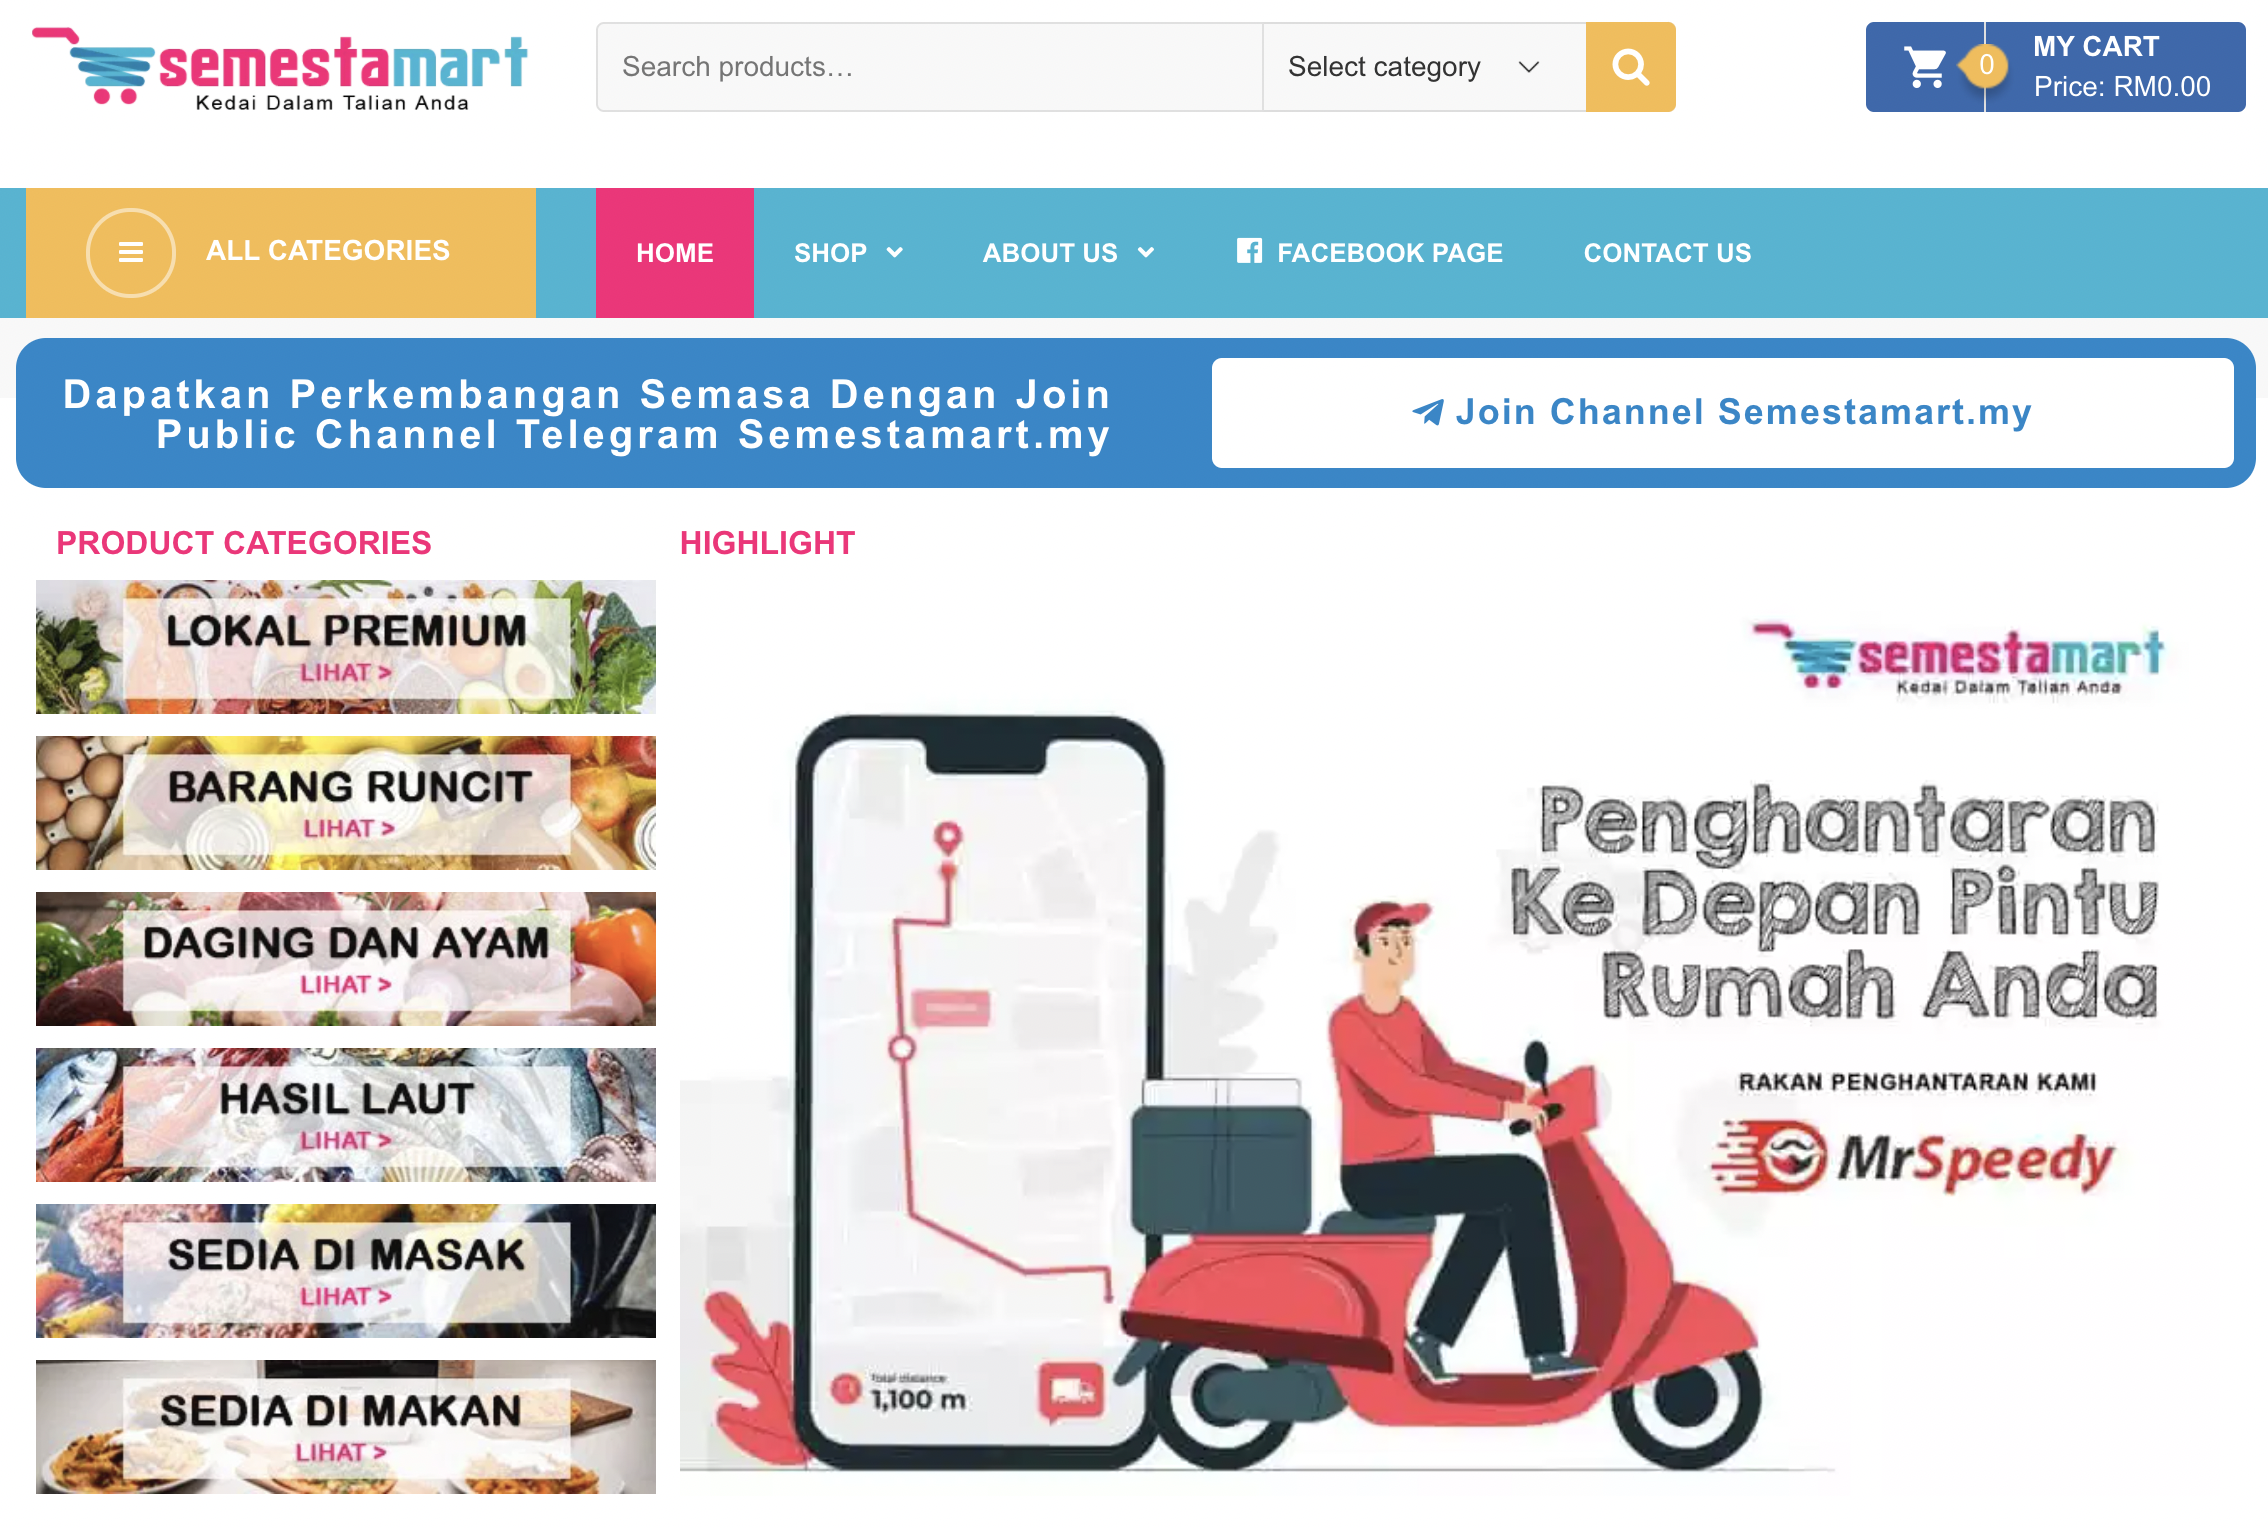 semestamart
Kedai Dalam Talian Anda
Search products…
Select category
0
MY CART
Price: RM0.00
ALL CATEGORIES
HOME
SHOP
ABOUT US
FACEBOOK PAGE
CONTACT US
Dapatkan Perkembangan Semasa Dengan Join
Public Channel Telegram Semestamart.my
Join Channel Semestamart.my
PRODUCT CATEGORIES
LOKAL PREMIUM
LIHAT >
BARANG RUNCIT
LIHAT >
DAGING DAN AYAM
LIHAT >
HASIL LAUT
LIHAT >
SEDIA DI MASAK
LIHAT >
SEDIA DI MAKAN
LIHAT >
HIGHLIGHT
semestamart
Kedai Dalam Talian Anda
Penghantaran
Ke Depan Pintu
Rumah Anda
RAKAN PENGHANTARAN KAMI
MrSpeedy
Total distance
1,100 m